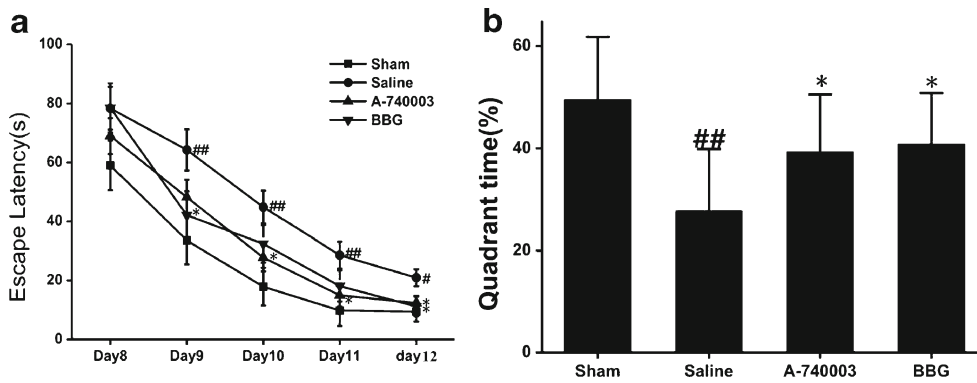 a
100
80
60
40
20
0
Escape Latency(s)
Sham
Saline
A-740003
BBG
##
*
##
*
##
*
#
*
*
Day8 Day9 Day10 Day11 day12
b
60
40
20
0
Quadrant time(%)
##
*
*
Sham Saline A-740003 BBG